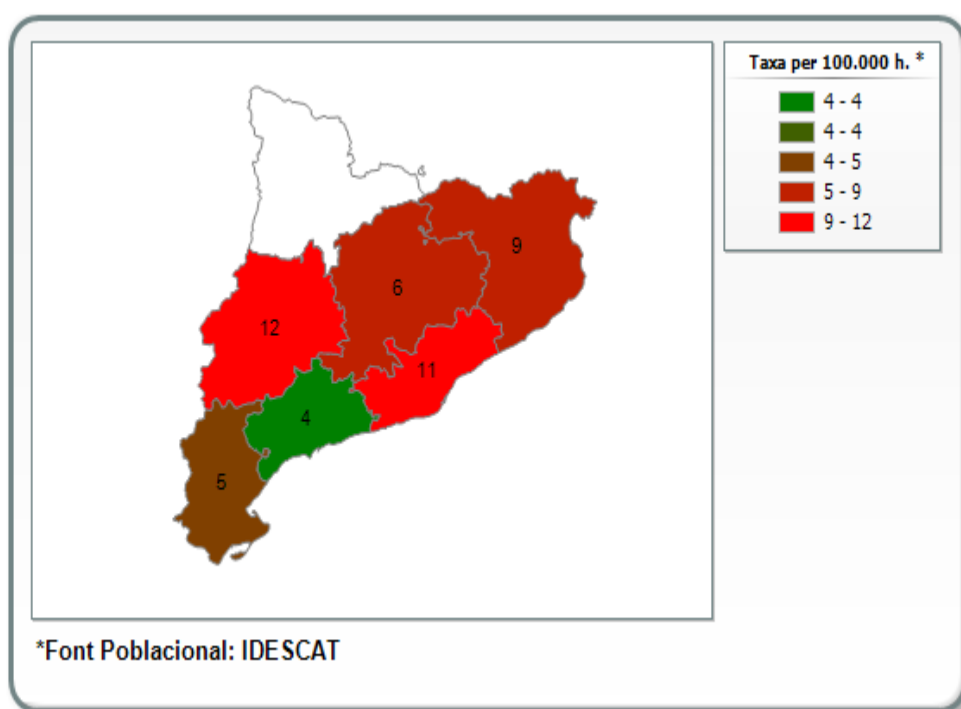 Taxa per 100.000 h. *
4 - 4
4 - 4
4 - 5
5 - 9
9 - 12
9
6
12
11
4
5
*Font Poblacional: IDESCAT